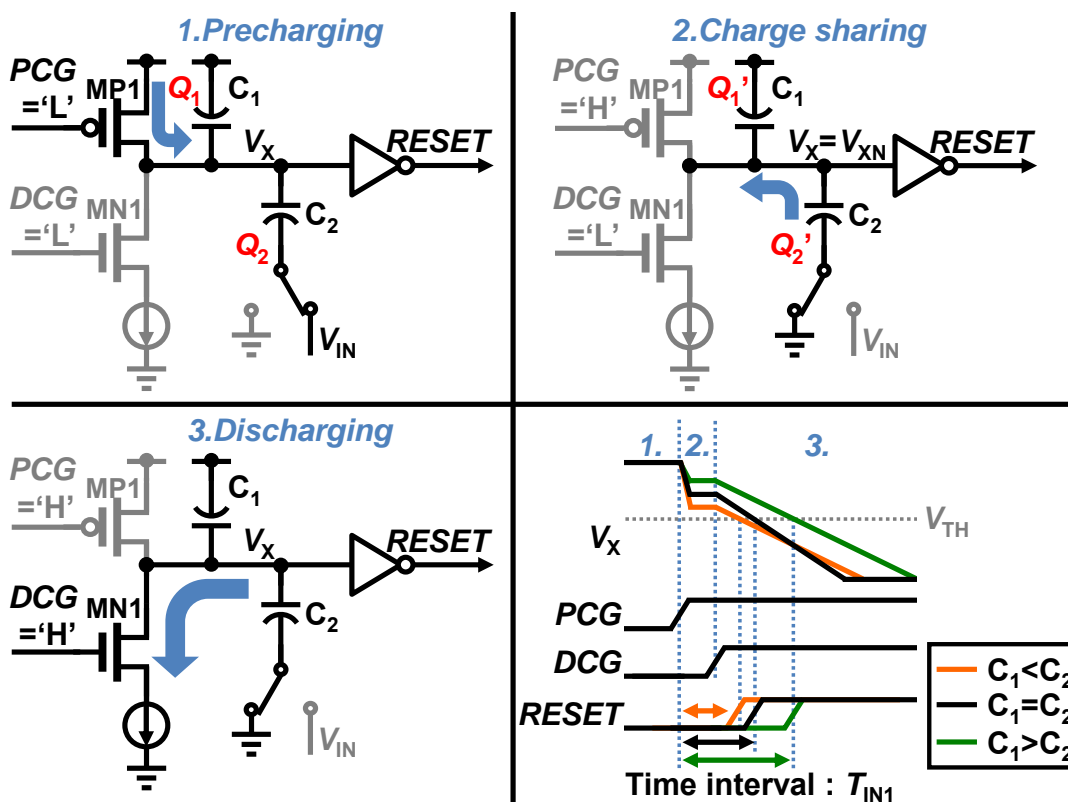 1.Precharging
PCG
='L'
MP1
Q1
C1
VX
RESET
DCG
='L'
MN1
C2
Q2
VIN
2.Charge sharing
PCG
='H'
MP1
Q1'
C1
VX=VXN
RESET
DCG
='L'
MN1
C2
Q2'
VIN
3.Discharging
PCG
='H'
MP1
C1
VX
RESET
DCG
='H'
MN1
C2
VIN
1. 2. 3.
VTH
VX
PCG
DCG
RESET
C1<C2
C1=C2
C1>C2
Time interval : TIN1